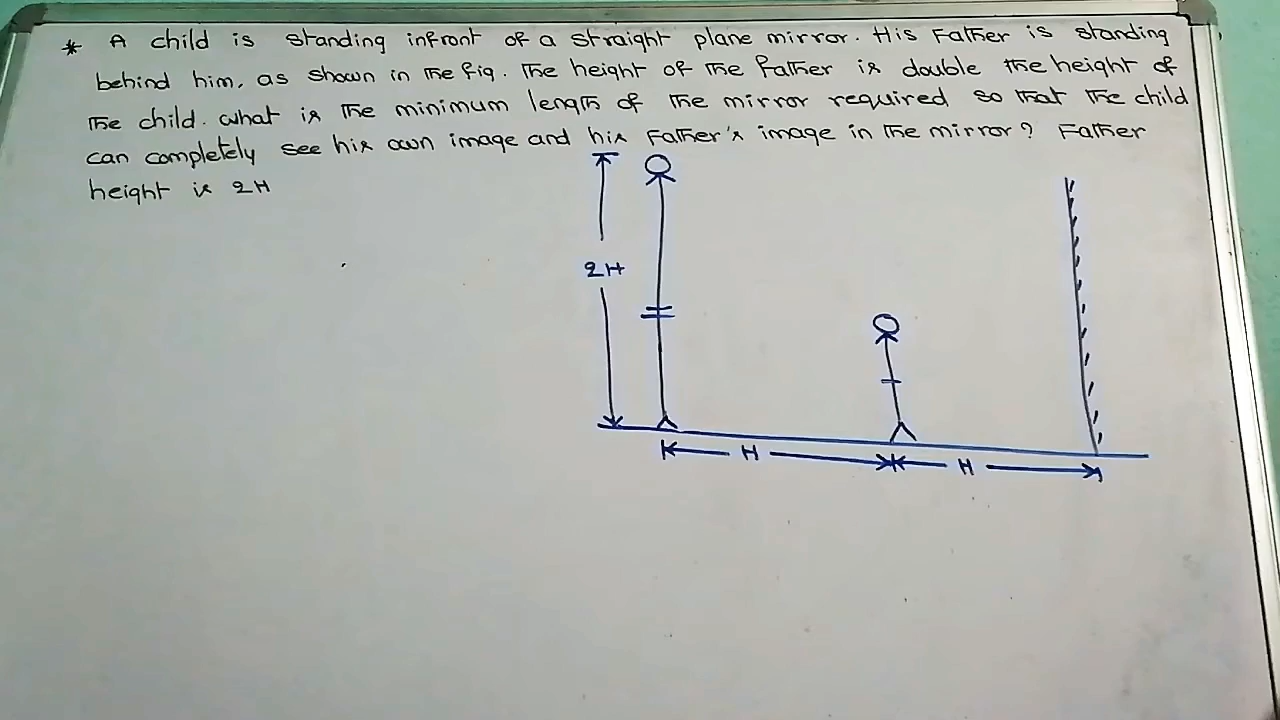 * A child is standing infront of a straight plane mirror. His Father is standing
behind him, as shown in the fig. The height of the father is double the height of
the child. what is the minimum length of the mirror required so that the child
can completely see his own image and his Father's image in the mirror? Father
height is 2H
2H
H
H